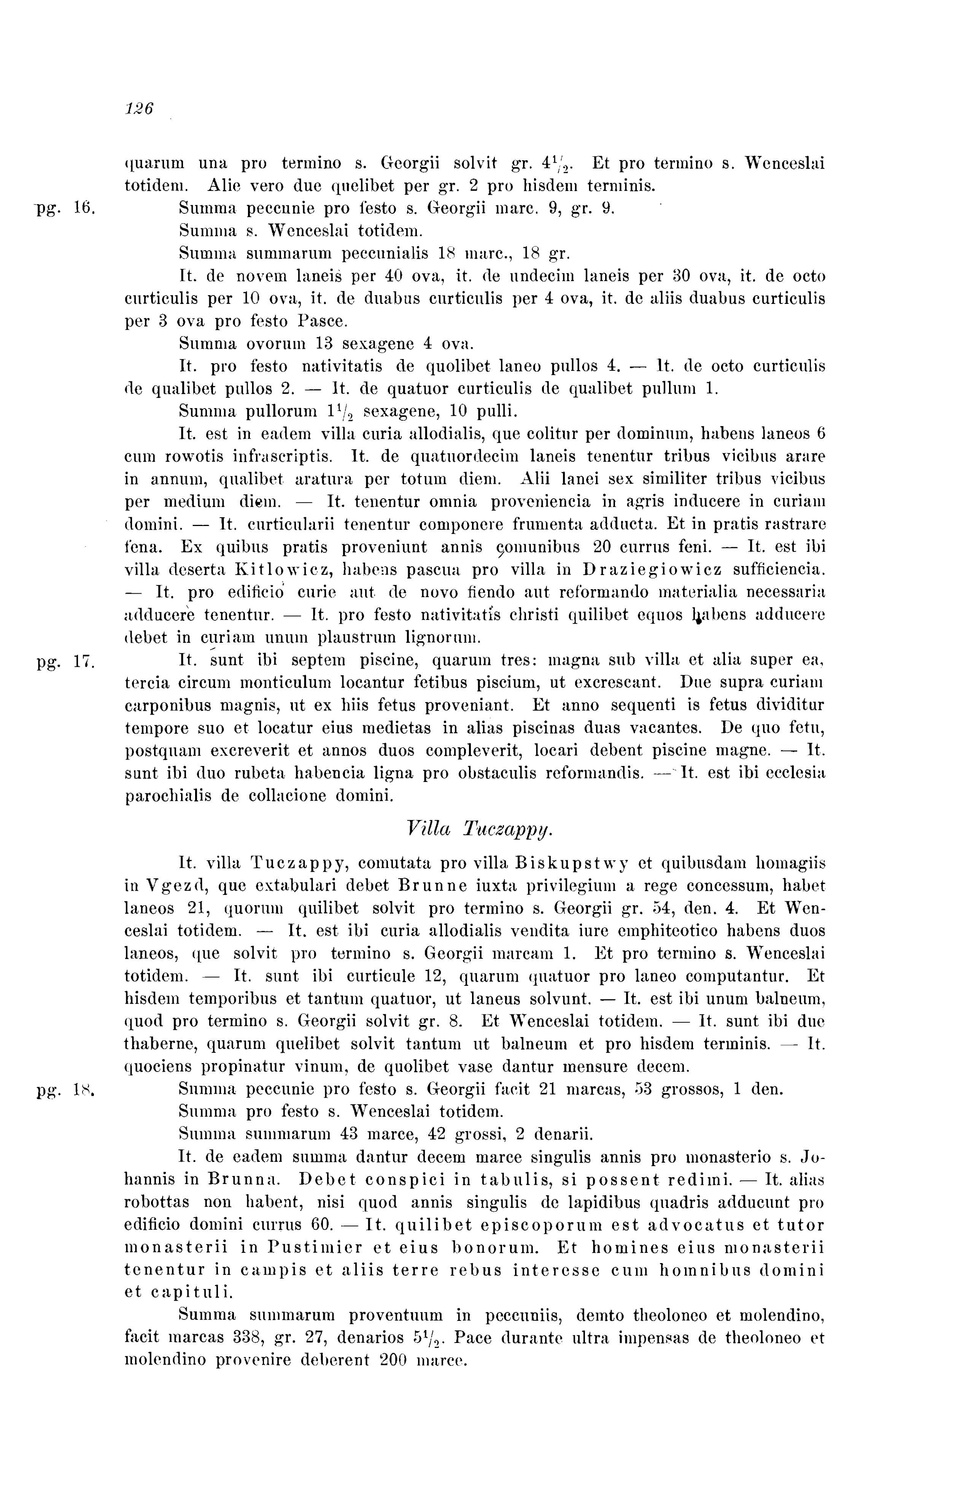 126
quarum una pro termino s. Georgii solvit gr. 4½. Et pro termino s. Wenceslai
totidem. Alie vero due quelibet per gr. 2 pro hisdem terminis.
pg. 16. Summa peccunie pro festo s. Georgii marc. 9, gr. 9.
Summa s. Wenceslai totidem.
Summa summarum peccunialis 18 marc., 18 gr.
It. de novem laneis per 40 ova, it. de undecim laneis per 30 ova, it. de octo
curticulis per 10 ova, it. de duabus curticulis per 4 ova, it. de aliis duabus curticulis
per 3 ova pro festo Pasce.
Summa ovorum 13 sexagene 4 ova.
It. pro festo nativitatis de quolibet laneo pullos 4. — It. de octo curticulis
de qualibet pullos 2. — It. de quatuor curticulis de qualibet pullum 1.
Summa pullorum 1½ sexagene, 10 pulli.
It. est in eadem villa curia allodialis, que colitur per dominum, habens laneos 6
cum rowotis infrascriptis. It. de quatuordecim laneis tenentur tribus vicibus arare
in annum, qualibet aratura per totum diem. Alii lanei sex similiter tribus vicibus
per medium diem. — It. tenentur omnia proveniencia in agris inducere in curiam
domini. — It. curticularii tenentur componere frumenta adducta. Et in pratis rastrare
fena. Ex quibus pratis proveniunt annis comunibus 20 currus feni. — It. est ibi
villa deserta Kitlowicz, habens pascua pro villa in Draziegiowicz sufficiencia.
— It. pro edificio curie aut de novo fiendo aut reformando materialia necessaria
adducere tenentur. — It. pro festo nativitatis christi quilibet equos habens adducere
debet in curiam unum plaustrum lignorum.
pg. 17. It. sunt ibi septem piscine, quarum tres: magna sub villa et alia super ea,
tercia circum monticulum locantur fetibus piscium, ut excrescant. Due supra curiam
carponibus magnis, ut ex hiis fetus proveniant. Et anno sequenti is fetus dividitur
tempore suo et locatur eius medietas in alias piscinas duas vacantes. De quo fetu,
postquam excreverit et annos duos compleverit, locari debent piscine magne. — It.
sunt ibi duo rubeta habencia ligna pro obstaculis reformandis. — It. est ibi ecclesia
parochialis de collacione domini.
Villa Tuczappy.
It. villa Tuczappy, comutata pro villa Biskupstwy et quibusdam homagiis
in Vgezd, que extabulari debet Brunne iuxta privilegium a rege concessum, habet
laneos 21, quorum quilibet solvit pro termino s. Georgii gr. 54, den. 4. Et Wen-
ceslai totidem. — It. est ibi curia allodialis vendita iure emphiteotico habens duos
laneos, que solvit pro termino s. Georgii marcam 1. Et pro termino s. Wenceslai
totidem. — It. sunt ibi curticule 12, quarum quatuor pro laneo computantur. Et
hisdem temporibus et tantum quatuor, ut laneus solvunt. — It. est ibi unum balneum,
quod pro termino s. Georgii solvit gr. 8. Et Wenceslai totidem. — It. sunt ibi due
thaberne, quarum quelibet solvit tantum ut balneum et pro hisdem terminis. — It.
quociens propinatur vinum, de quolibet vase dantur mensure decem.
pg. 18. Summa peccunie pro festo s. Georgii facit 21 marcas, 53 grossos, 1 den.
Summa pro festo s. Wenceslai totidem.
Summa summarum 43 marce, 42 grossi, 2 denarii.
It. de eadem summa dantur decem marce singulis annis pro monasterio s. Jo-
hannis in Brunna. Debet conspici in tabulis, si possent redimi. — It. alias
robottas non habent, nisi quod annis singulis de lapidibus quadris adducunt pro
edificio domini currus 60. — It. quilibet episcoporum est advocatus et tutor
monasterii in Pustimier et eius bonorum. Et homines eius monasterii
tenentur in campis et aliis terre rebus interesse cum homnibus domini
et capituli.
Summa summarum proventuum in peccuniis, demto theoloneo et molendino,
facit marcas 338, gr. 27, denarios 5½. Pace durante ultra impensas de theoloneo et
molendino provenire deberent 200 marce.